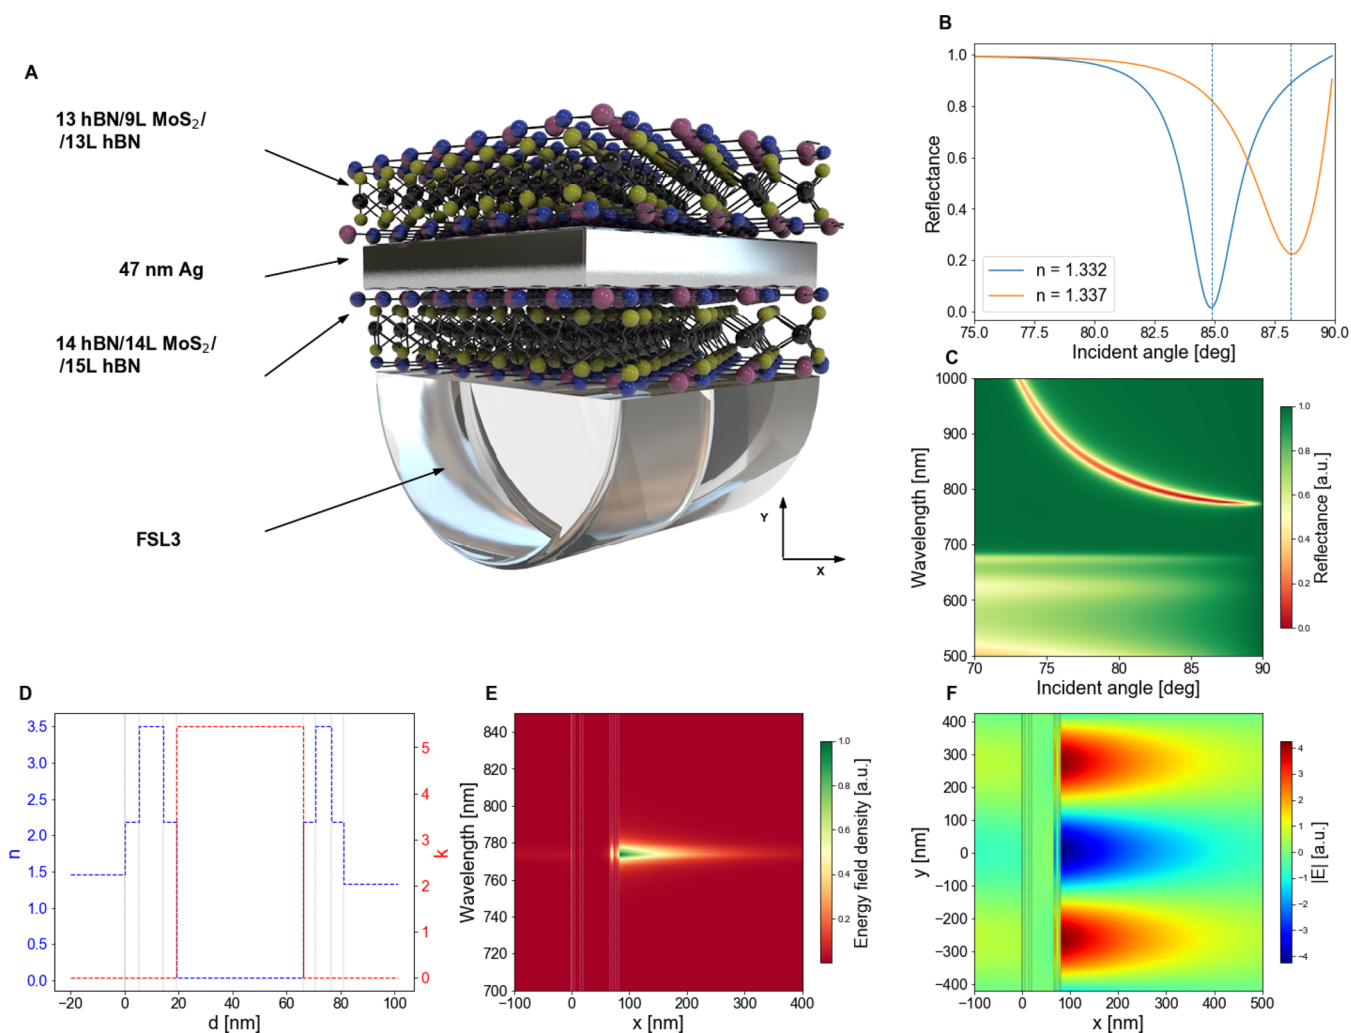 A
13 hBN/9L MoS₂/
/13L hBN
47 nm Ag
14 hBN/14L MoS₂/
/15L hBN
FSL3
Y
X
B
Reflectance
1.0
0.8
0.6
0.4
0.2
0.0
n = 1.332
n = 1.337
75.0 80.0 82.5 85.0 87.5 90.0
Incident angle [deg]
C
Wavelength [nm]
1000
900
800
700
600
500
70 75 80 85 90
Incident angle [deg]
1.0
0.8
0.6
0.4
0.2
0.0
Reflectance [a.u.]
D
n
3.5
3.0
2.5
2.0
1.5
1.0
0.5
0.0
−20 0 20 40 60 80 100
d [nm]
5
4
3
2
1
0
k
E
Wavelength [nm]
840
820
800
780
760
740
720
700
−100 0 100 200 300 400
x [nm]
1.0
0.8
0.6
0.4
0.2
Energy field density [a.u.]
F
y [nm]
400
300
200
100
0
−100
−200
−300
−400
−100 0 100 200 300 400 500
x [nm]
4
3
2
1
0
−1
−2
−3
−4
|E| [a.u.]